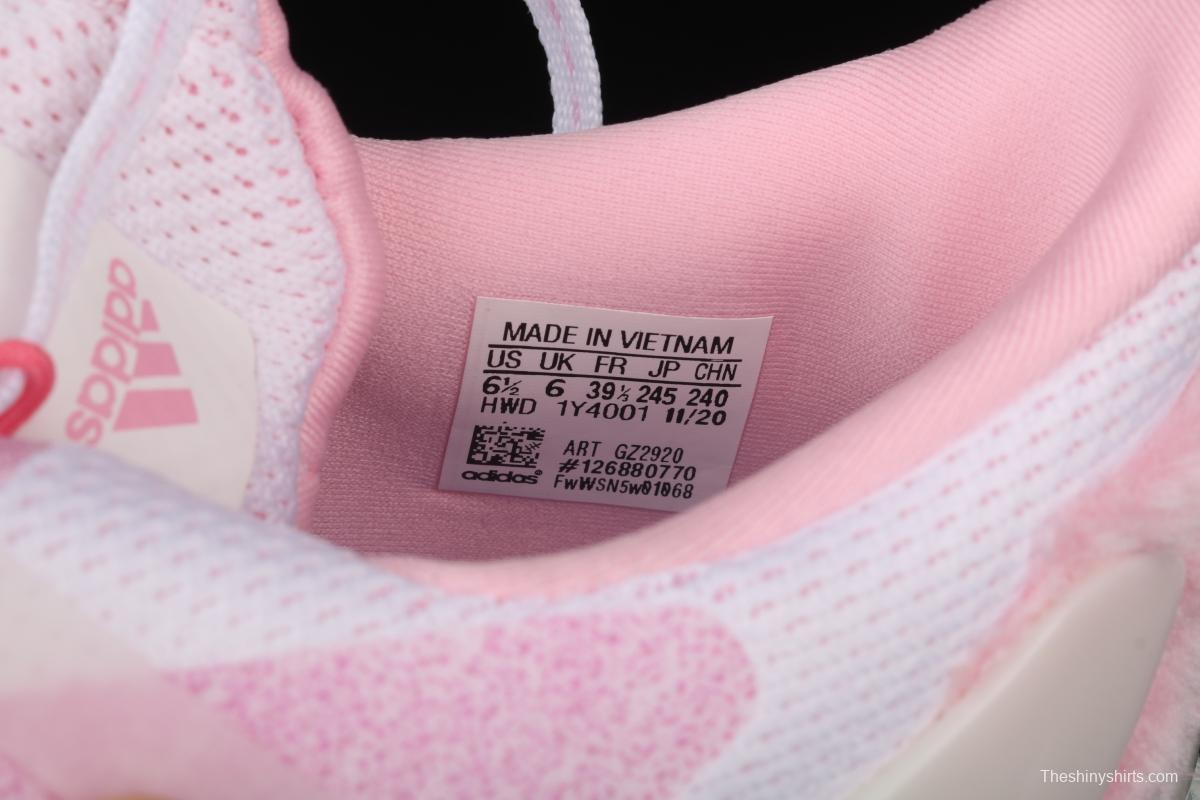 adidas
MADE IN VIETNAM
US UK FR JP CHN
6½ 6 39⅓ 245 240
HWD 1Y4001 11/20
ART GZ2920
#126880770
adidas®
FwWSN5w01068
Theshinyshirts.com